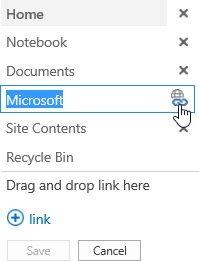 Home
Notebook
Documents
Microsoft
Site Contents
Recycle Bin
Drag and drop link here
link
Save Cancel